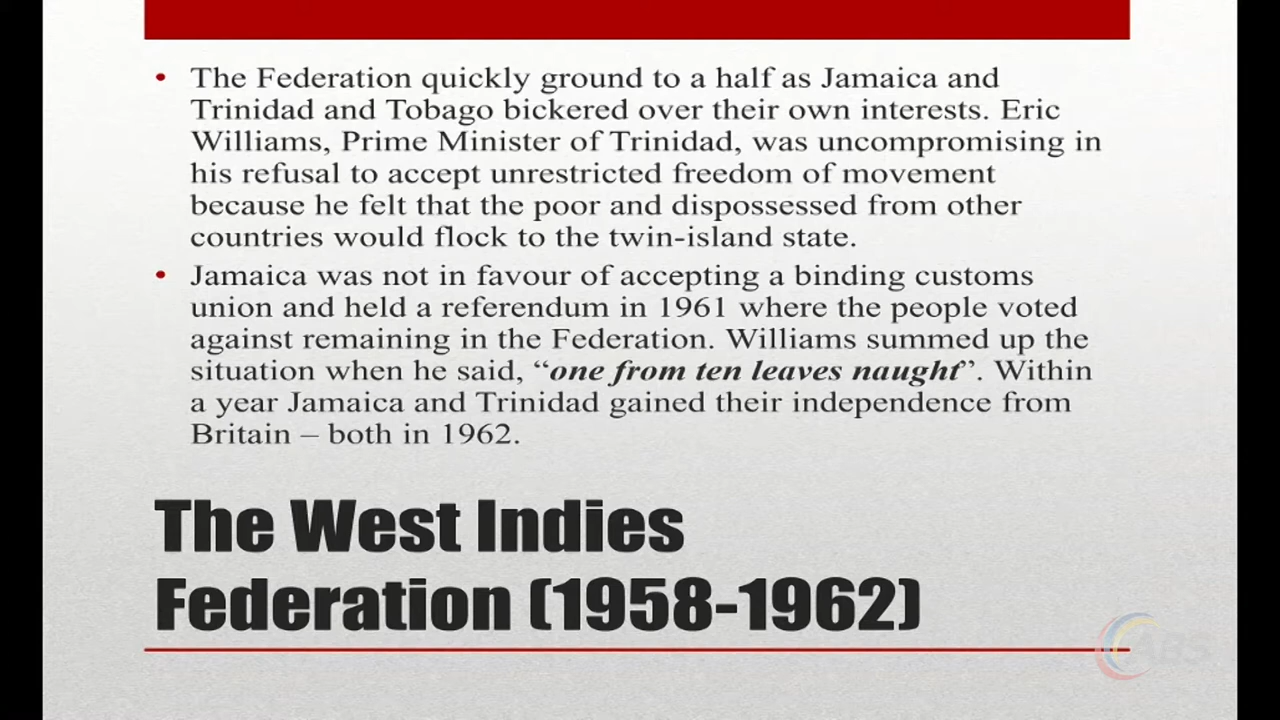 • The Federation quickly ground to a half as Jamaica and
Trinidad and Tobago bickered over their own interests. Eric
Williams, Prime Minister of Trinidad, was uncompromising in
his refusal to accept unrestricted freedom of movement
because he felt that the poor and dispossessed from other
countries would flock to the twin-island state.
• Jamaica was not in favour of accepting a binding customs
union and held a referendum in 1961 where the people voted
against remaining in the Federation. Williams summed up the
situation when he said, “one from ten leaves naught”. Within
a year Jamaica and Trinidad gained their independence from
Britain – both in 1962.
The West Indies
Federation (1958-1962)
ABS